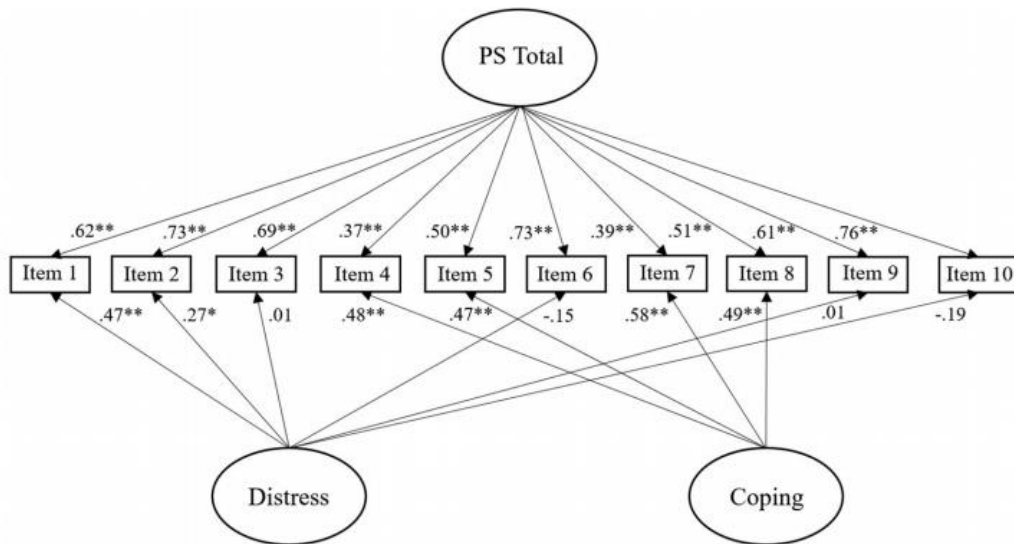 PS Total
.62** .73** .69** .37** .50** .73** .39** .51** .61** .76**
Item 1 Item 2 Item 3 Item 4 Item 5 Item 6 Item 7 Item 8 Item 9 Item 10
.47** .27* .01 .48** .47** -.15 .58** .49** .01 -.19
Distress Coping